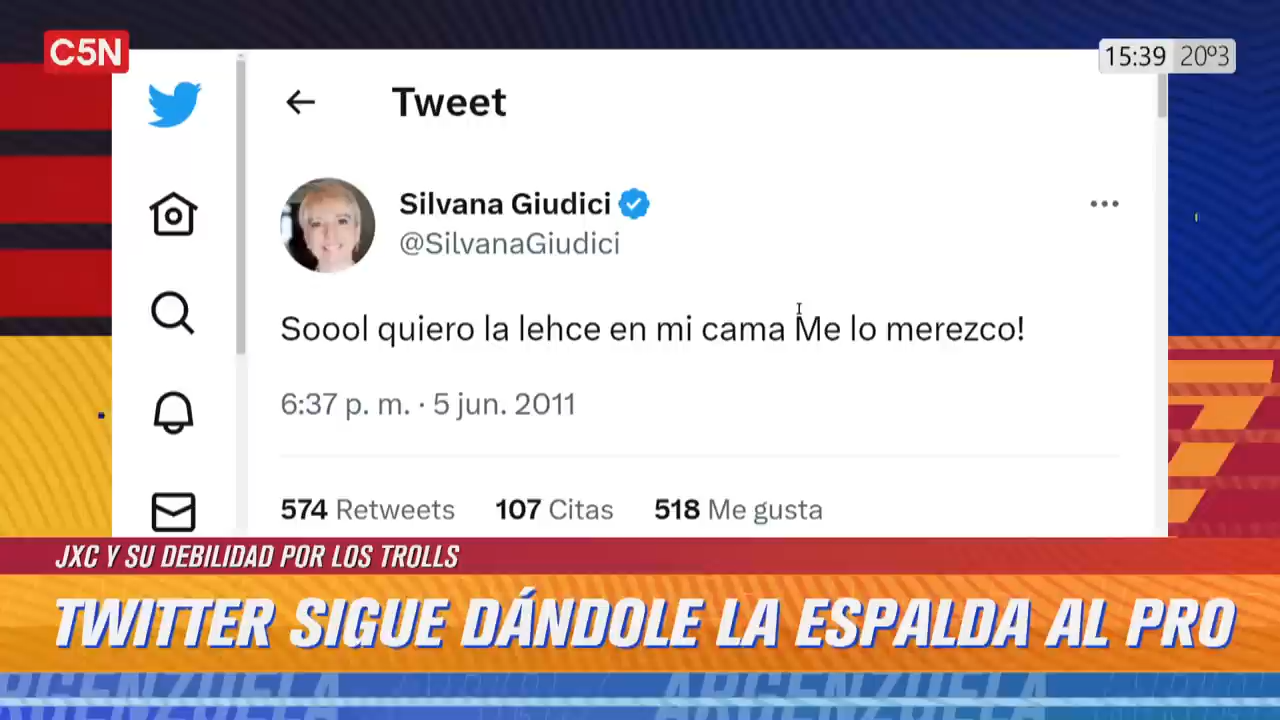 C5N
15:39 20º3
Tweet
Silvana Giudici
@SilvanaGiudici
Soool quiero la lehce en mi cama Me lo merezco!
6:37 p. m. · 5 jun. 2011
574 Retweets 107 Citas 518 Me gusta
JXC Y SU DEBILIDAD POR LOS TROLLS
TWITTER SIGUE DÁNDOLE LA ESPALDA AL PRO
ARGENZUELA ARGENZUELA